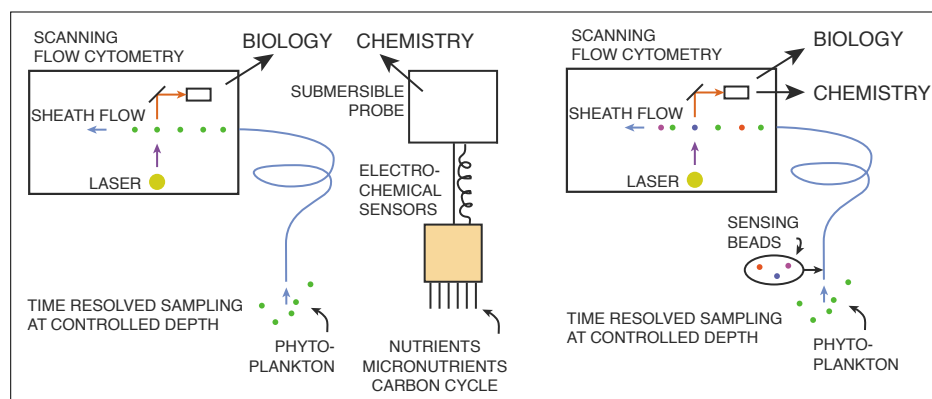 SCANNING
FLOW CYTOMETRY
BIOLOGY
SHEATH FLOW
LASER
TIME RESOLVED SAMPLING
AT CONTROLLED DEPTH
PHYTO-
PLANKTON
CHEMISTRY
SUBMERSIBLE
PROBE
ELECTRO-
CHEMICAL
SENSORS
NUTRIENTS
MICRONUTRIENTS
CARBON CYCLE
SCANNING
FLOW CYTOMETRY
BIOLOGY
CHEMISTRY
SHEATH FLOW
LASER
SENSING
BEADS
TIME RESOLVED SAMPLING
AT CONTROLLED DEPTH
PHYTO-
PLANKTON